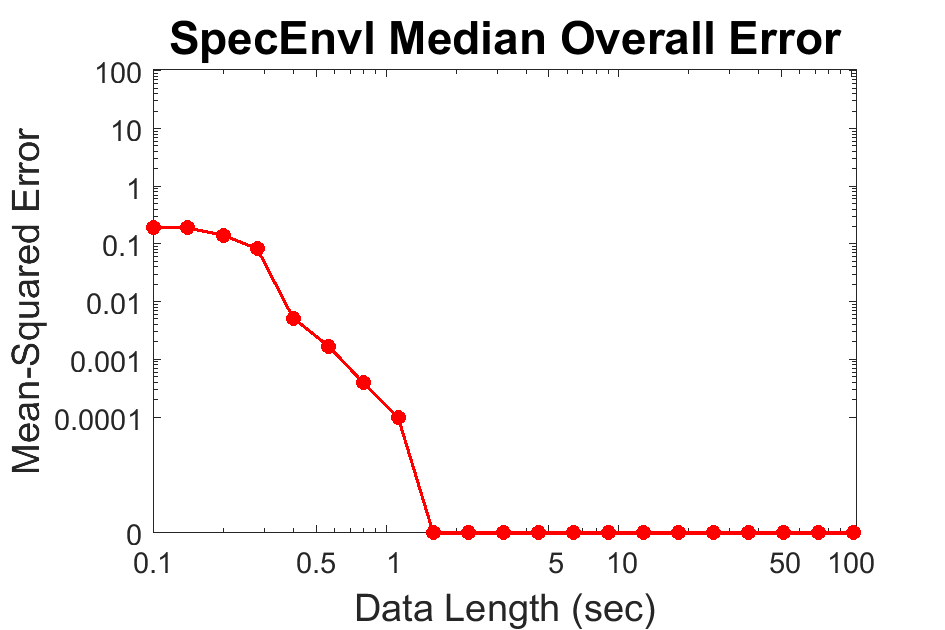 SpecEnvl Median Overall Error
100
10
1
0.1
0.01
0.001
0.0001
0
Mean-Squared Error
0.1 0.5 1 5 10 50 100
Data Length (sec)